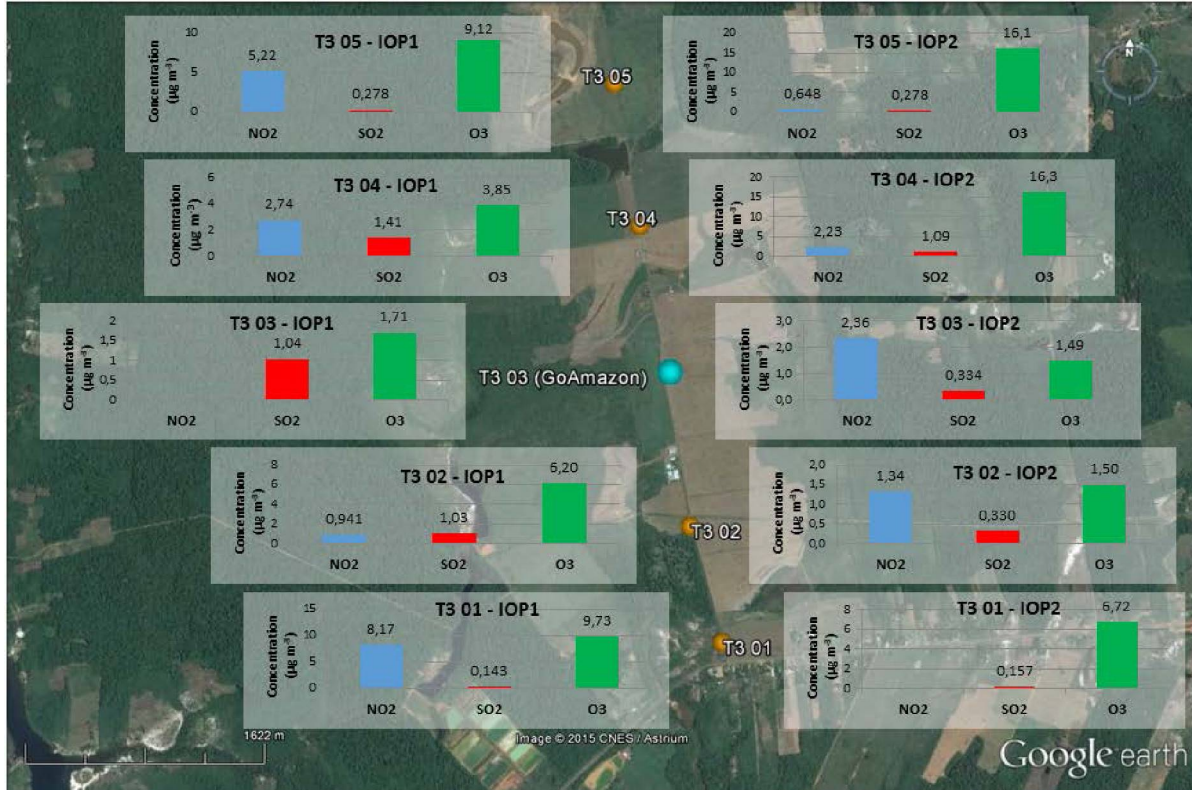 T3 05 - IOP1
Concentration
(µg m-3)
10
5
0
5,22
0,278
9,12
NO2 SO2 O3
T3 05
T3 05 - IOP2
Concentration
(µg m-3)
20
15
10
5
0
0,648
0,278
16,1
NO2 SO2 O3
N
T3 04 - IOP1
Concentration
(µg m-3)
6
4
2
0
2,74
1,41
3,85
NO2 SO2 O3
T3 04
T3 04 - IOP2
Concentration
(µg m-3)
20
15
10
5
0
2,23
1,09
16,3
NO2 SO2 O3
T3 03 - IOP1
Concentration
(µg m-3)
2
1,5
1
0,5
0
1,04
1,71
NO2 SO2 O3
T3 03 (GoAmazon)
T3 03 - IOP2
Concentration
(µg m-3)
3,0
2,0
1,0
0,0
2,36
0,334
1,49
NO2 SO2 O3
T3 02 - IOP1
Concentration
(µg m-3)
8
6
4
2
0
0,941
1,03
6,20
NO2 SO2 O3
T3 02
T3 02 - IOP2
Concentration
(µg m-3)
2,0
1,5
1,0
0,5
0,0
1,34
0,330
1,50
NO2 SO2 O3
T3 01 - IOP1
Concentration
(µg m-3)
15
10
5
0
8,17
0,143
9,73
NO2 SO2 O3
T3 01
T3 01 - IOP2
Concentration
(µg m-3)
8
6
4
2
0
0,157
6,72
NO2 SO2 O3
1622 m
Image © 2015 CNES / Astrium
Google earth